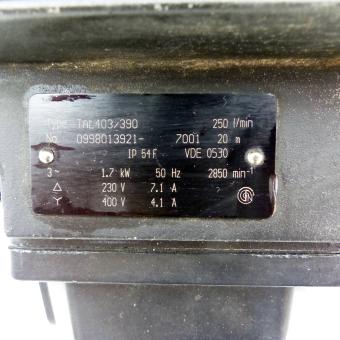 Type TAL403/390 250 l/min
No. 0998013921- 7001 20 m
IP 54F VDE 0530
3~ 1.7 kW 50 Hz 2850 min⁻¹
△ 230 V 7.1 A
Y 400 V 4.1 A